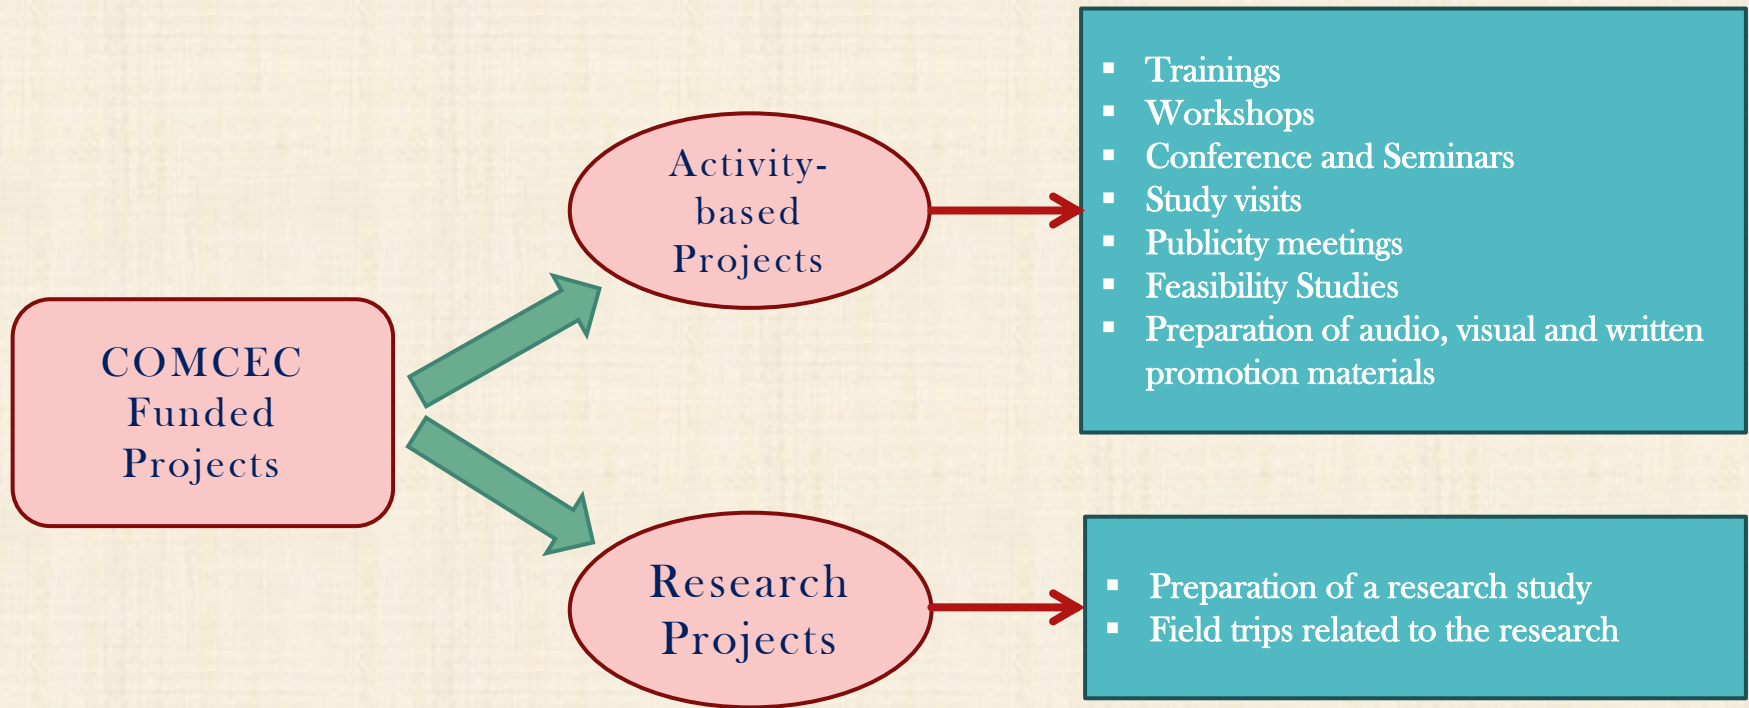 COMCEC
Funded
Projects
Activity-
based
Projects
▪ Trainings
▪ Workshops
▪ Conference and Seminars
▪ Study visits
▪ Publicity meetings
▪ Feasibility Studies
▪ Preparation of audio, visual and written
promotion materials
Research
Projects
▪ Preparation of a research study
▪ Field trips related to the research